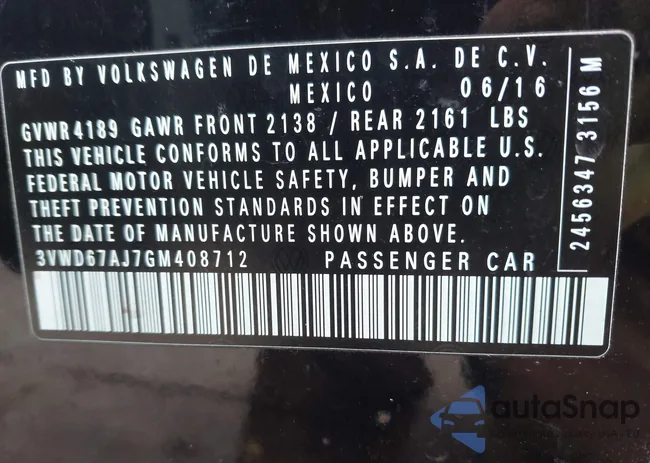 MFD BY VOLKSWAGEN DE MEXICO S.A. DE C.V.
MEXICO 06/16
GVWR 4189 GAWR FRONT 2138 / REAR 2161 LBS
THIS VEHICLE CONFORMS TO ALL APPLICABLE U.S.
FEDERAL MOTOR VEHICLE SAFETY, BUMPER AND
THEFT PREVENTION STANDARDS IN EFFECT ON
THE DATE OF MANUFACTURE SHOWN ABOVE.
3VWD67AJ7GM408712 PASSENGER CAR
2456347 3156 M
autaSnap